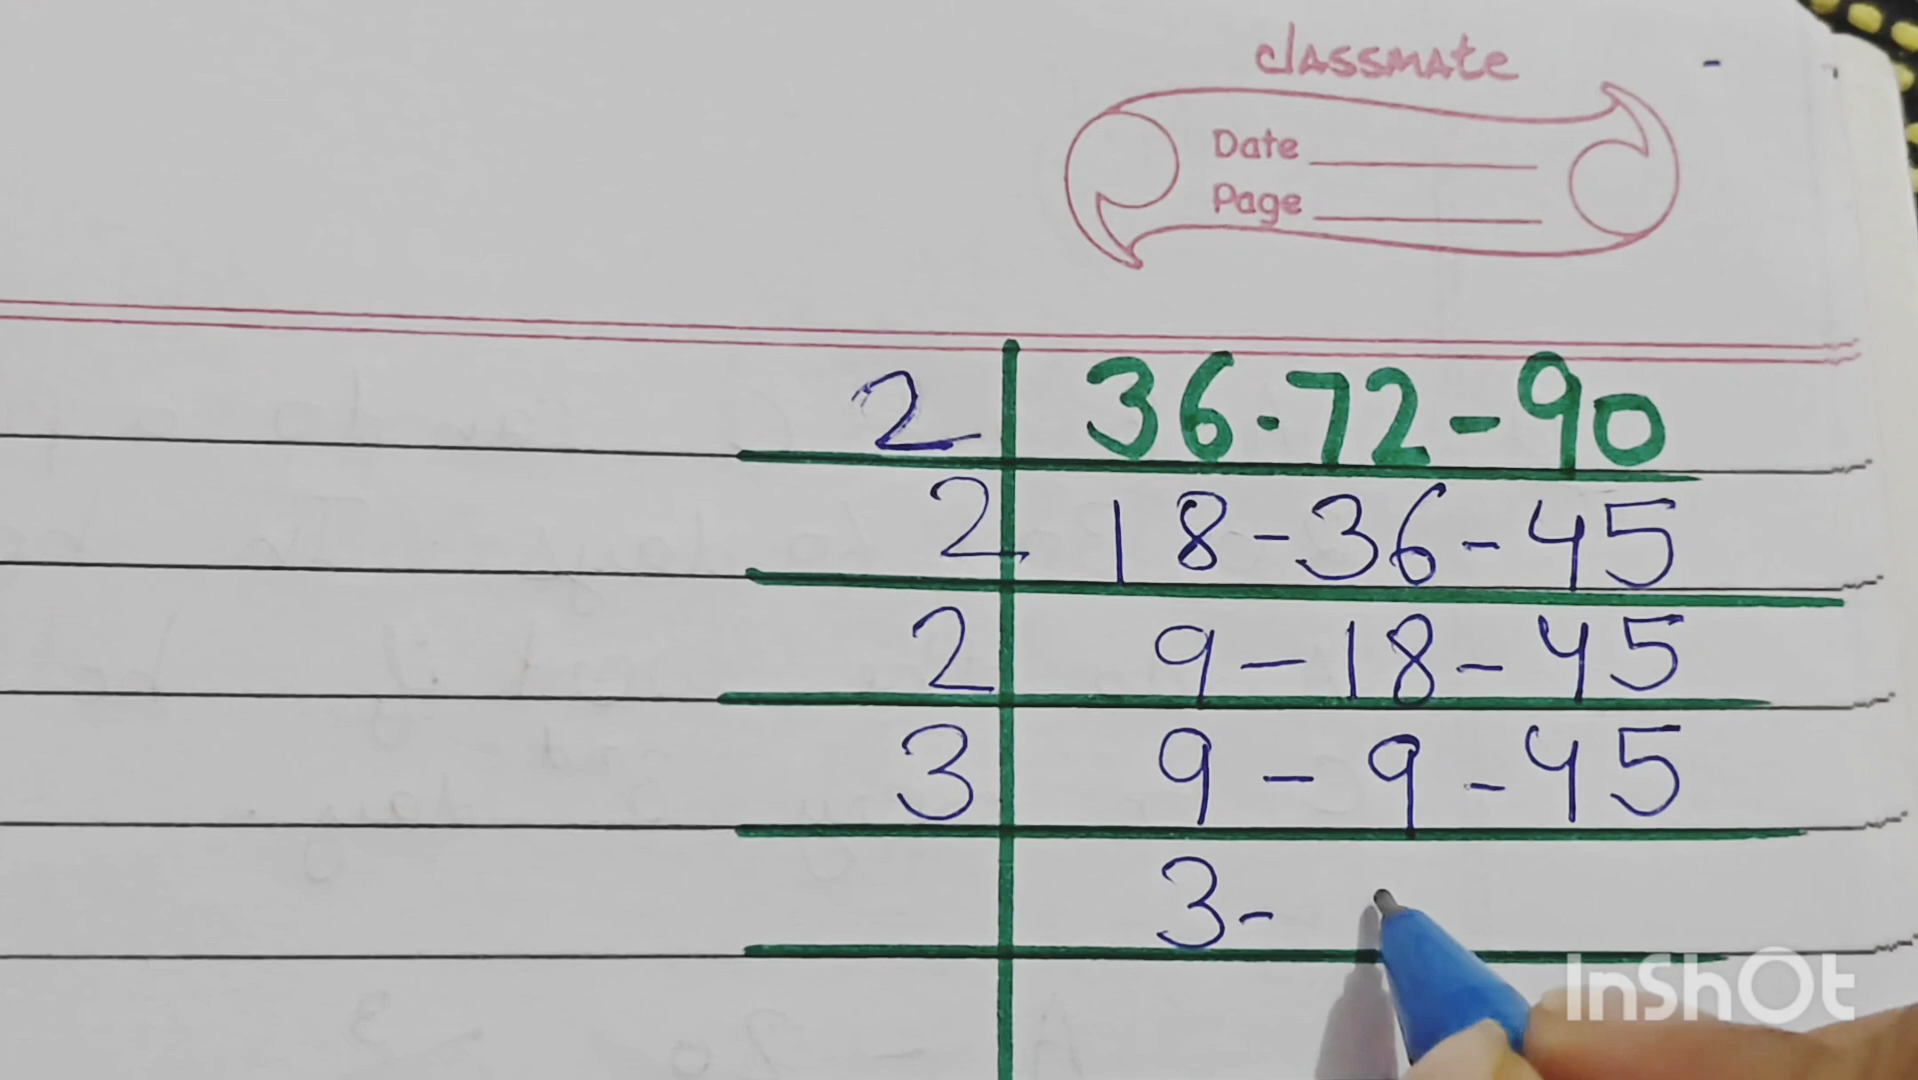 classmate
Date
Page
2 36-72-90
2 18-36-45
2 9-18-45
3 9-9-45
3-
InShOt